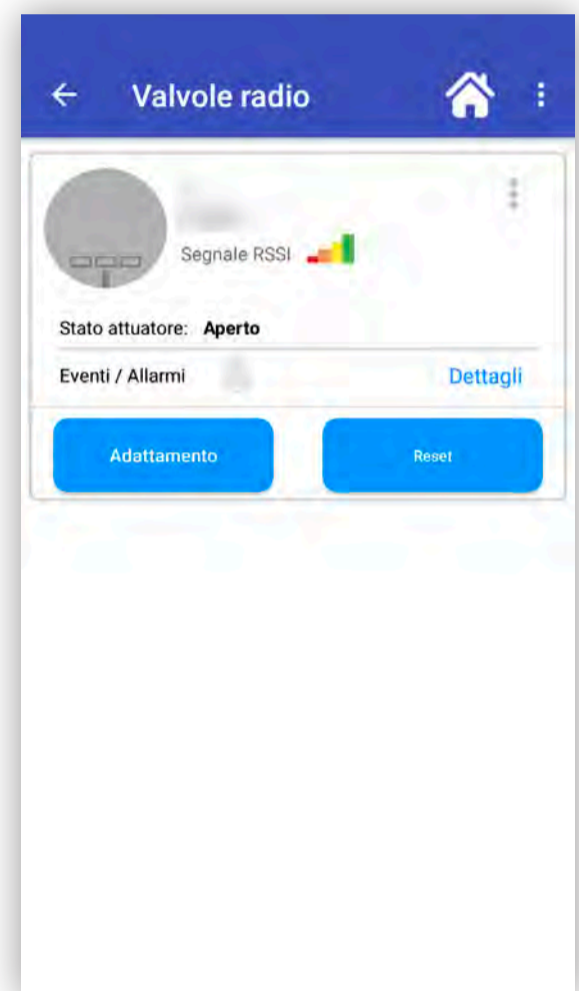 Valvole radio
Segnale RSSI
Stato attuatore: Aperto
Eventi / Allarmi Dettagli
Adattamento Reset